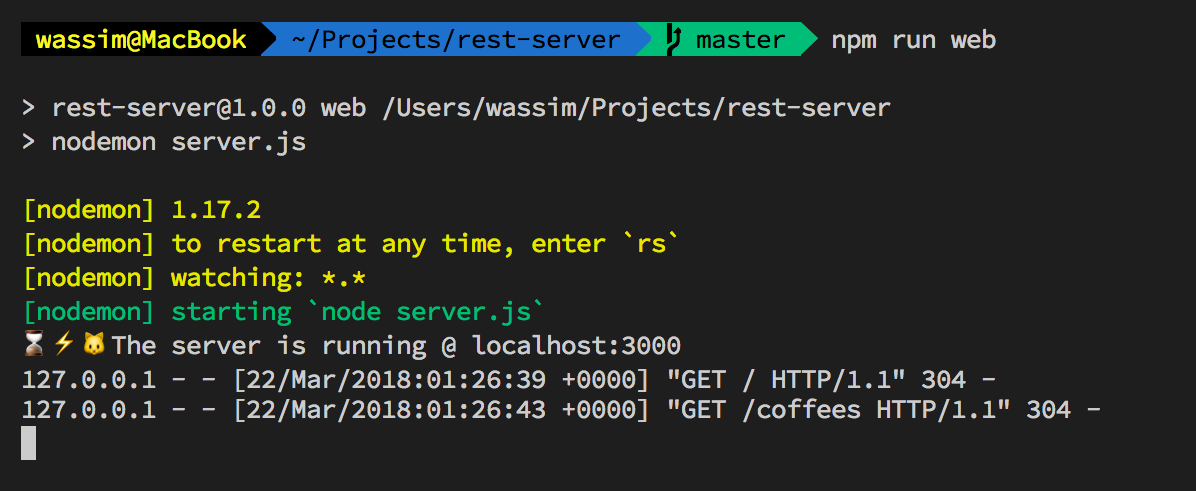 wassim@MacBook ~/Projects/rest-server master npm run web
> rest-server@1.0.0 web /Users/wassim/Projects/rest-server
> nodemon server.js
[nodemon] 1.17.2
[nodemon] to restart at any time, enter `rs`
[nodemon] watching: *.*
[nodemon] starting `node server.js`
⌛⚡🐱The server is running @ localhost:3000
127.0.0.1 - - [22/Mar/2018:01:26:39 +0000] "GET / HTTP/1.1" 304 -
127.0.0.1 - - [22/Mar/2018:01:26:43 +0000] "GET /coffees HTTP/1.1" 304 -